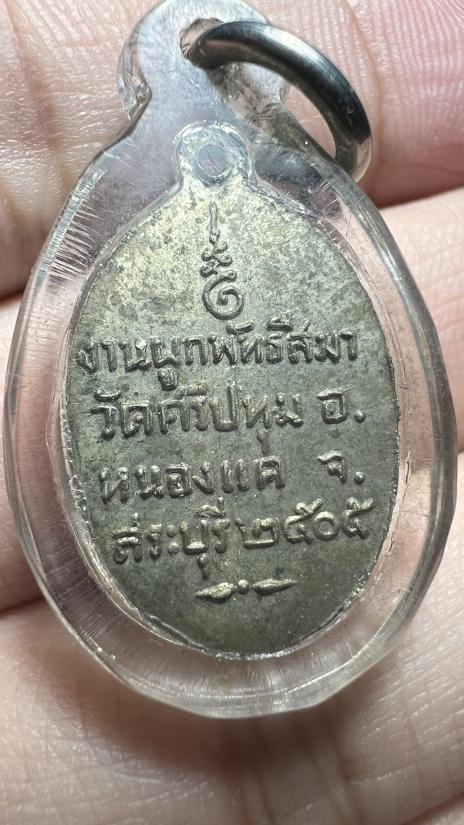 งานผูกพัทธสีมา
วัดศรีปทุม อ.
หนองแค จ.
สระบุรี ๒๕๐๕